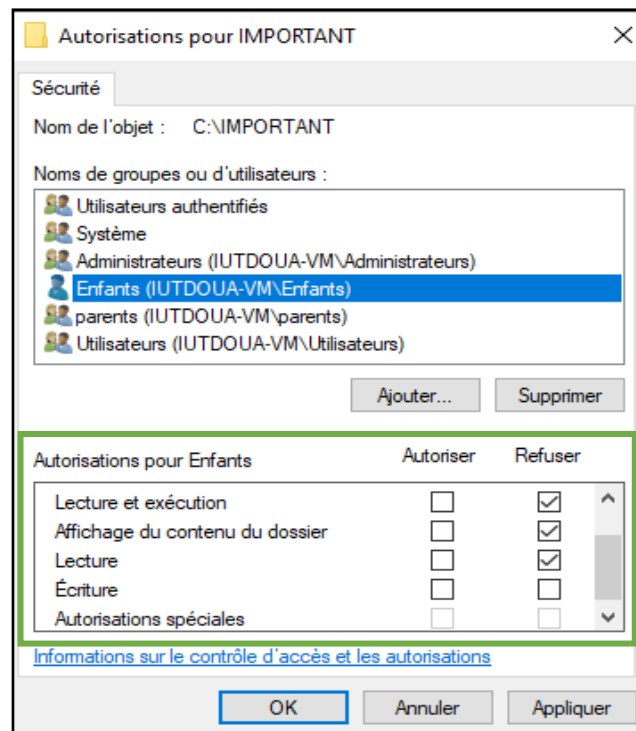 Autorisations pour IMPORTANT
Sécurité
Nom de l'objet : C:\IMPORTANT
Noms de groupes ou d'utilisateurs :
Utilisateurs authentifiés
Système
Administrateurs (IUTDOUA-VM\Administrateurs)
Enfants (IUTDOUA-VM\Enfants)
parents (IUTDOUA-VM\parents)
Utilisateurs (IUTDOUA-VM\Utilisateurs)
Ajouter... Supprimer
Autorisations pour Enfants Autoriser Refuser
Lecture et exécution
Affichage du contenu du dossier
Lecture
Écriture
Autorisations spéciales
Informations sur le contrôle d'accès et les autorisations
OK Annuler Appliquer